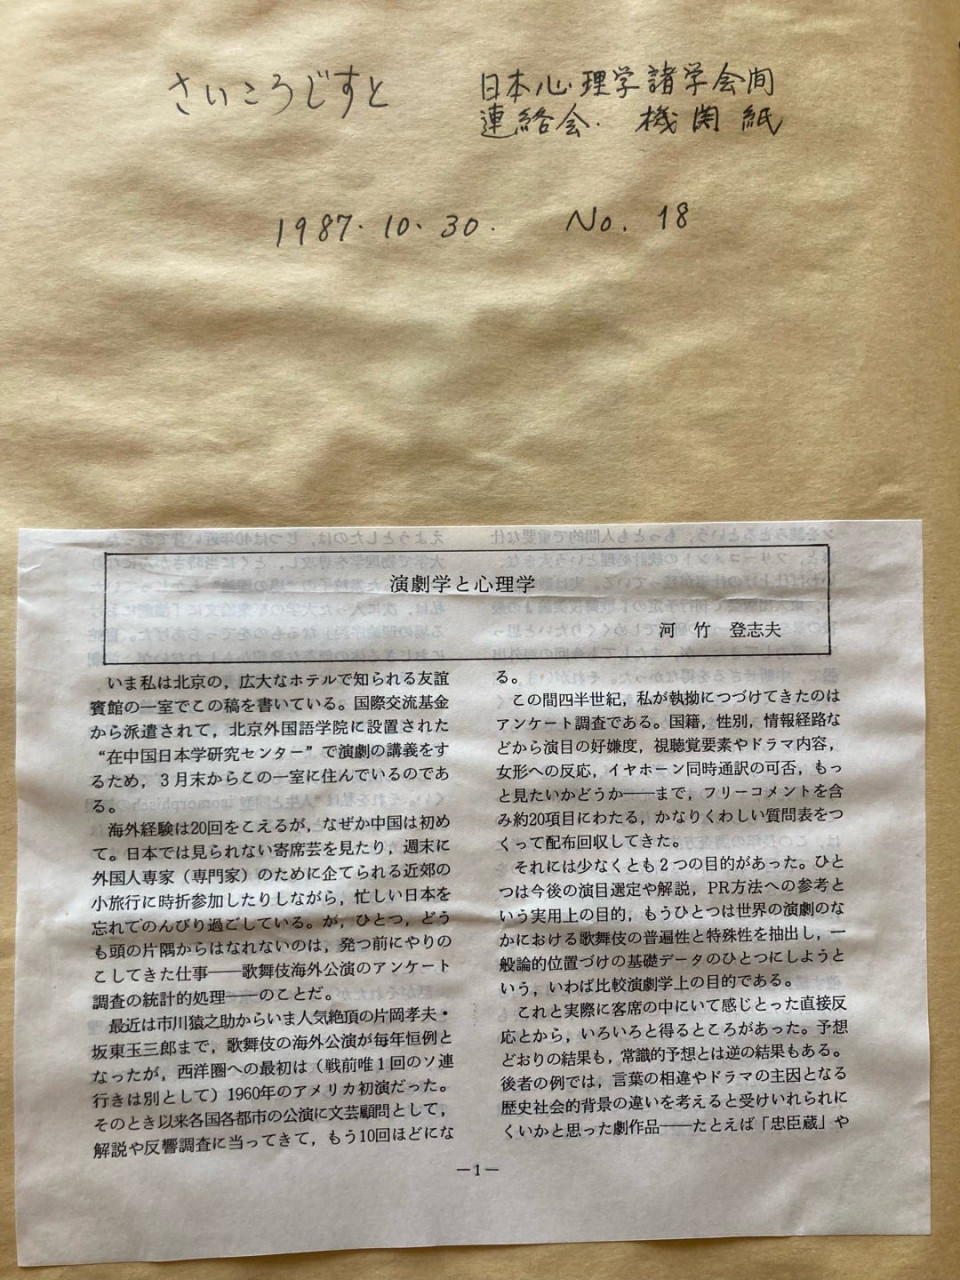 さいころじすと
日本心理学諸学会間
連絡会. 機関紙
1987.10.30. No.18
演劇学と心理学
河竹 登志夫
いま私は北京の，広大なホテルで知られる友誼
賓館の一室でこの稿を書いている。国際交流基金
から派遣されて，北京外国語学院に設置された
“在中国日本学研究センター”で演劇の講義をす
るため，３月末からこの一室に住んでいるのであ
る。
海外経験は20回をこえるが，なぜか中国は初め
て。日本では見られない寄席芸を見たり，週末に
外国人専家（専門家）のために企てられる近郊の
小旅行に時折参加したりしながら，忙しい日本を
忘れてのんびり過ごしている。が，ひとつ，どう
も頭の片隅からはなれないのは，発つ前にやりの
こしてきた仕事――歌舞伎海外公演のアンケート
調査の統計的処理――のことだ。
最近は市川猿之助からいま人気絶頂の片岡孝夫・
坂東玉三郎まで，歌舞伎の海外公演が毎年恒例と
なったが，西洋圏への最初は（戦前唯１回のソ連
行きは別として）1960年のアメリカ初演だった。
そのとき以来各国各都市の公演に文芸顧問として，
解説や反響調査に当ってきて，もう10回ほどにな
る。
この間四半世紀，私が執拗につづけてきたのは
アンケート調査である。国籍，性別，情報経路な
どから演目の好嫌度，視聴覚要素やドラマ内容，
女形への反応，イヤホーン同時通訳の可否，もっ
と見たいかどうか――まで，フリーコメントを含
み約20項目にわたる，かなりくわしい質問表をつ
くって配布回収してきた。
それには少なくとも２つの目的があった。ひと
つは今後の演目選定や解説，PR方法への参考と
いう実用上の目的，もうひとつは世界の演劇のな
かにおける歌舞伎の普遍性と特殊性を抽出し，一
般論的位置づけの基礎データのひとつにしようと
いう，いわば比較演劇学上の目的である。
これと実際に客席の中にいて感じとった直接反
応とから，いろいろと得るところがあった。予想
どおりの結果も，常識的予想とは逆の結果もある。
後者の例では，言葉の相違やドラマの主因となる
歴史社会的背景の違いを考えると受けいれられに
くいかと思った劇作品――たとえば「忠臣蔵」や
―1―